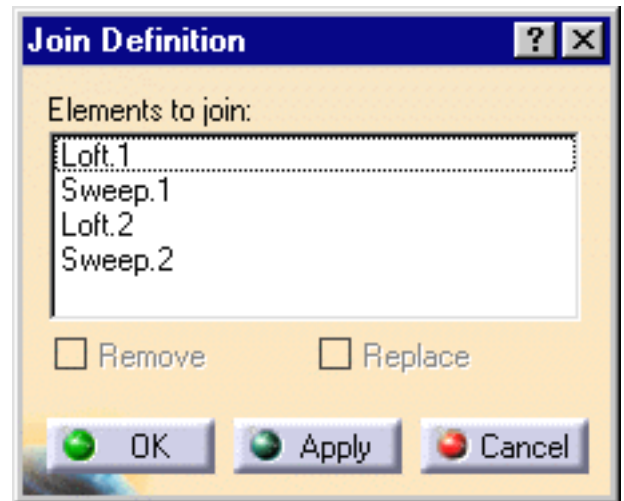 Join Definition
Elements to join:
Loft.1
Sweep.1
Loft.2
Sweep.2
Remove Replace
OK Apply Cancel